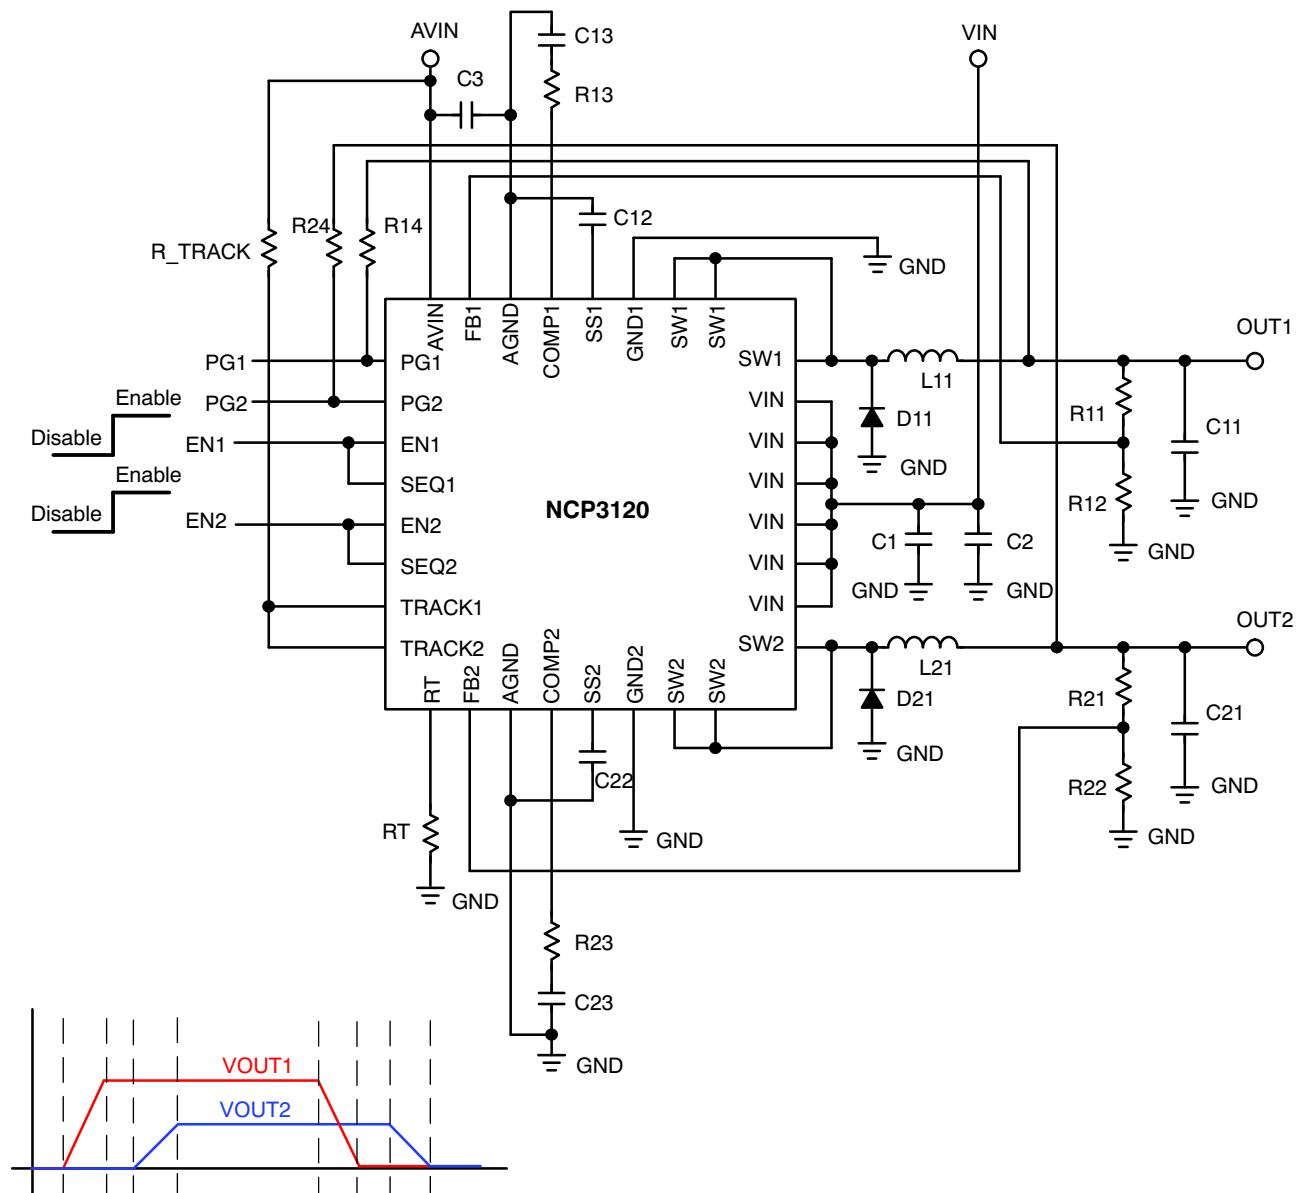 AVIN
VIN
C13
C3
R13
C12
R24
R14
R_TRACK
GND
AVIN
FB1
AGND
COMP1
SS1
GND1
SW1
SW1
OUT1
PG1
PG1
SW1
L11
Enable
PG2
PG2
VIN
D11
R11
C11
Disable
EN1
EN1
VIN
GND
Enable
SEQ1
VIN
R12
GND
Disable
EN2
EN2
NCP3120
VIN
C1
C2
GND
SEQ2
VIN
GND
GND
TRACK1
VIN
OUT2
TRACK2
SW2
L21
RT
FB2
AGND
COMP2
SS2
GND2
SW2
SW2
D21
R21
C21
GND
C22
R22
GND
RT
GND
GND
GND
R23
C23
GND
VOUT1
VOUT2